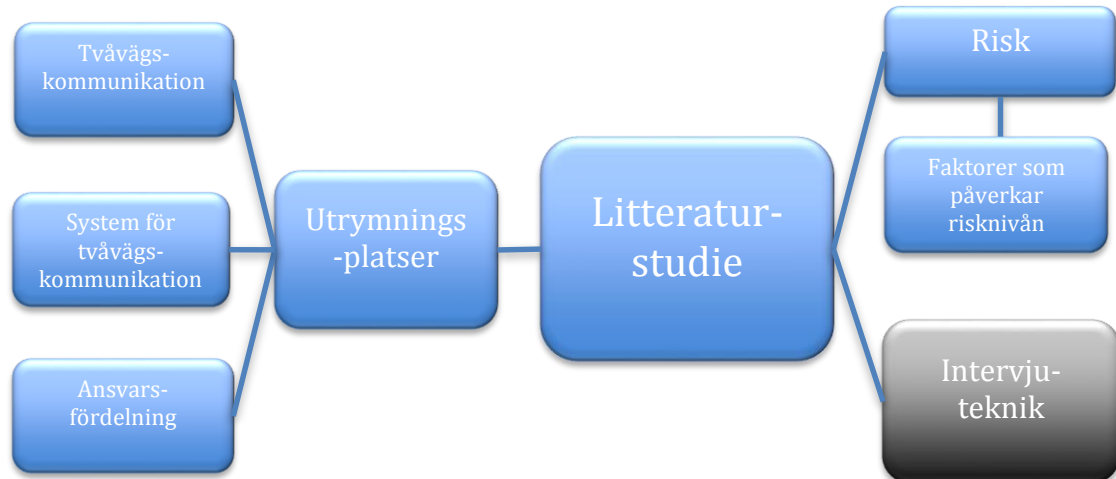 Tvåvägs-
kommunikation
System för
tvåvägs-
kommunikation
Ansvars-
fördelning
Utrymnings
-platser
Litteratur-
studie
Risk
Faktorer som
påverkar
risknivån
Intervju-
teknik